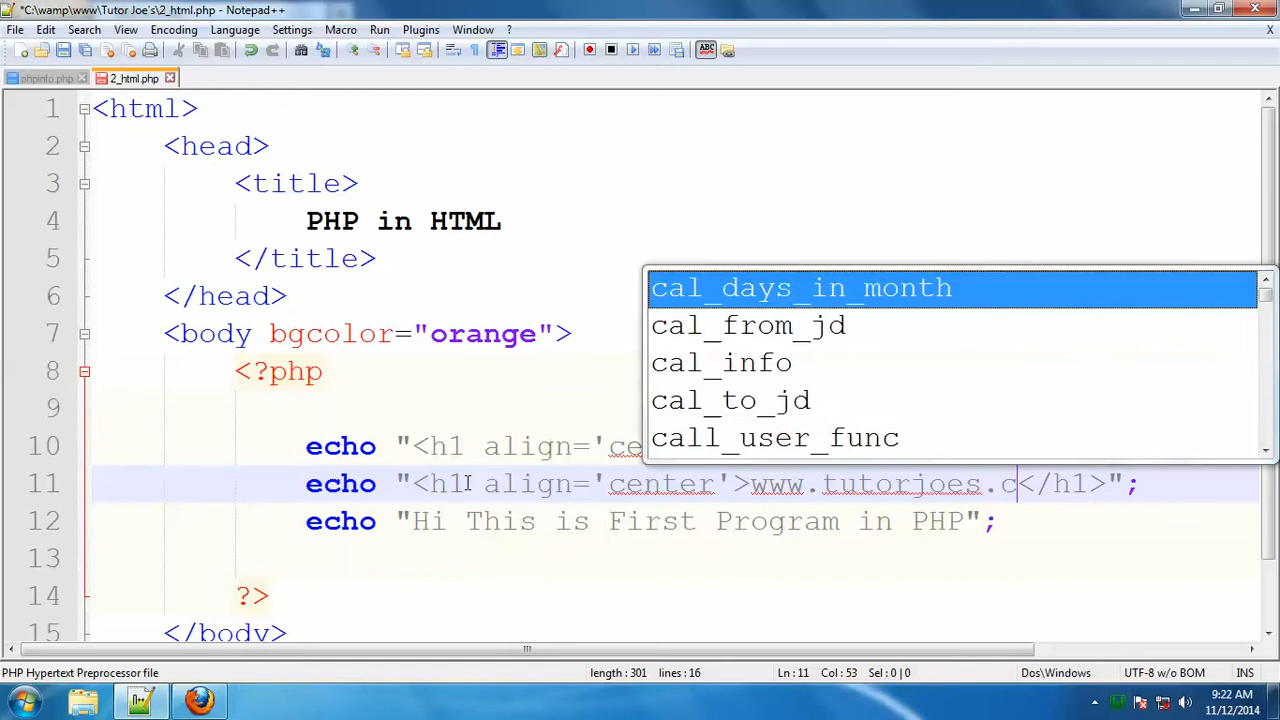 *C:\wamp\www\Tutor Joe's\2_html.php - Notepad++
File Edit Search View Encoding Language Settings Macro Run Plugins Window ? X
ABC
phpinfo.php 2_html.php
1 <html>
2 <head>
3 <title>
4 PHP in HTML
5 </title>
6 </head>
7 <body bgcolor="orange">
8 <?php
9
10 echo "<h1 align='ce
11 echo "<h1 align='center'>www.tutorjoes.c</h1>";
12 echo "Hi This is First Program in PHP";
13
14 ?>
15 </body>
cal_days_in_month
cal_from_jd
cal_info
cal_to_jd
call_user_func
PHP Hypertext Preprocessor file length : 301 lines : 16 Ln : 11 Col : 53 Sel : 0 | 0 Dos\Windows UTF-8 w/o BOM INS
9:22 AM
11/12/2014